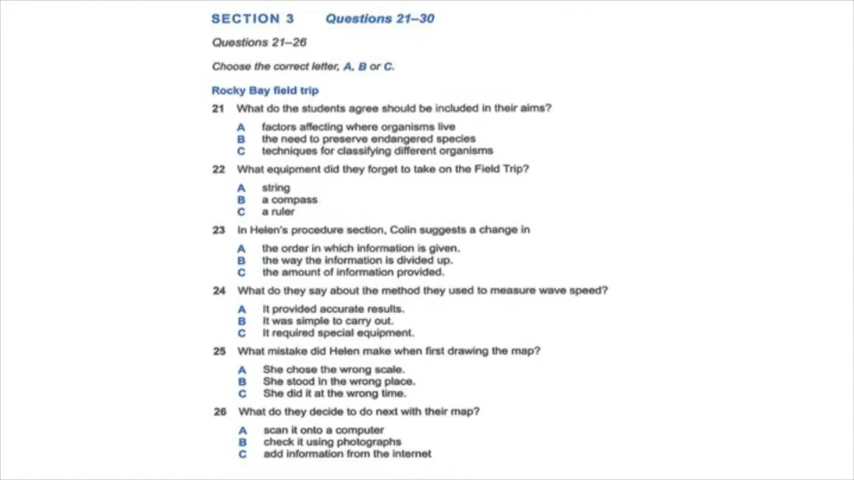 SECTION 3 Questions 21–30
Questions 21–26
Choose the correct letter, A, B or C.
Rocky Bay field trip
21 What do the students agree should be included in their aims?
A factors affecting where organisms live
B the need to preserve endangered species
C techniques for classifying different organisms
22 What equipment did they forget to take on the Field Trip?
A string
B a compass
C a ruler
23 In Helen's procedure section, Colin suggests a change in
A the order in which information is given.
B the way the information is divided up.
C the amount of information provided.
24 What do they say about the method they used to measure wave speed?
A It provided accurate results.
B It was simple to carry out.
C It required special equipment.
25 What mistake did Helen make when first drawing the map?
A She chose the wrong scale.
B She stood in the wrong place.
C She did it at the wrong time.
26 What do they decide to do next with their map?
A scan it onto a computer
B check it using photographs
C add information from the internet